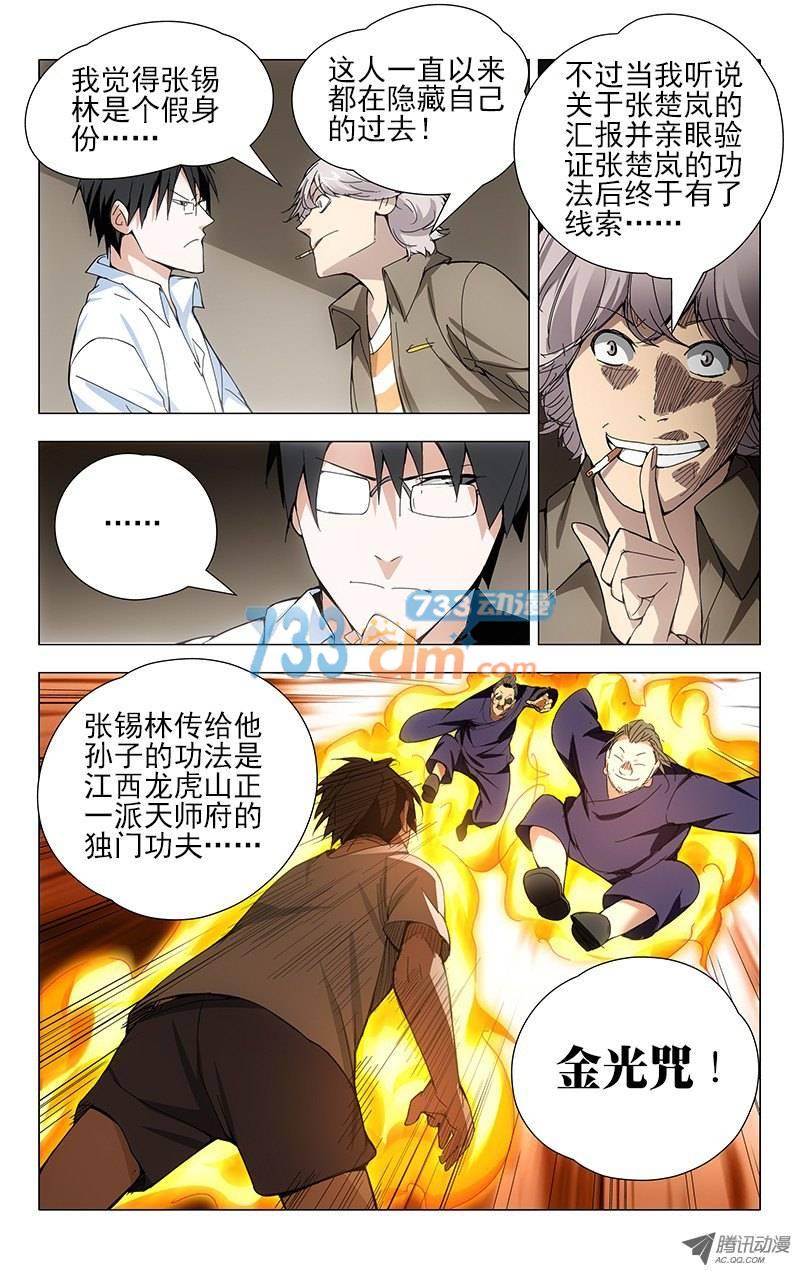 我觉得张锡
林是个假身
份……
这人一直以来
都在隐藏自己
的过去！
不过当我听说
关于张楚岚的
汇报并亲眼验
证张楚岚的功
法后终于有了
线索……
……
733动漫
733dm.com
张锡林传给他
孙子的功法是
江西龙虎山正
一派天师府的
独门功夫……
金光咒！
腾讯动漫
AC.QQ.COM